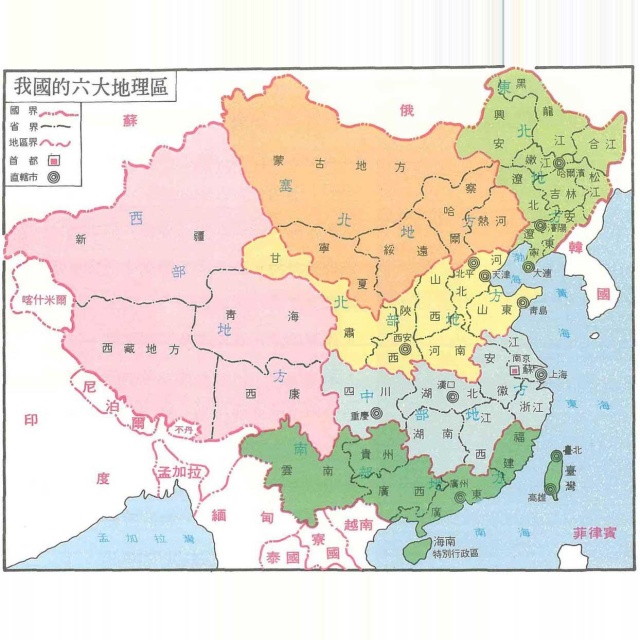 我國的六大地理區
國界
省界
地區界
首都
直轄市
蘇
俄
韓
國
印
度
緬甸
越南
寮
國
泰國
菲律賓
尼
泊
爾
不丹
孟加拉
喀什米爾
孟加拉灣
渤
海
黃
海
東海
南海
東
北
地
方
黑
龍
江
興
安
嫩江
合江
松
江
吉林
安
東
遼
北
遼
寧
哈爾濱
瀋陽
大連
塞
北
地
方
蒙古地方
察
哈
爾
熱河
綏遠
寧
夏
西
部
地
方
新疆
青海
西藏地方
西康
北
部
地
方
甘
肅
陝
西
山
西
河
北
山東
河南
北平
天津
青島
西安
中
部
地
方
四川
湖北
湖南
江
西
安
徽
江
蘇
浙江
重慶
漢口
南京
上海
南
部
地
方
雲南
貴州
廣西
廣
東
福
建
臺
灣
廣州
臺北
高雄
海南
特別行政區